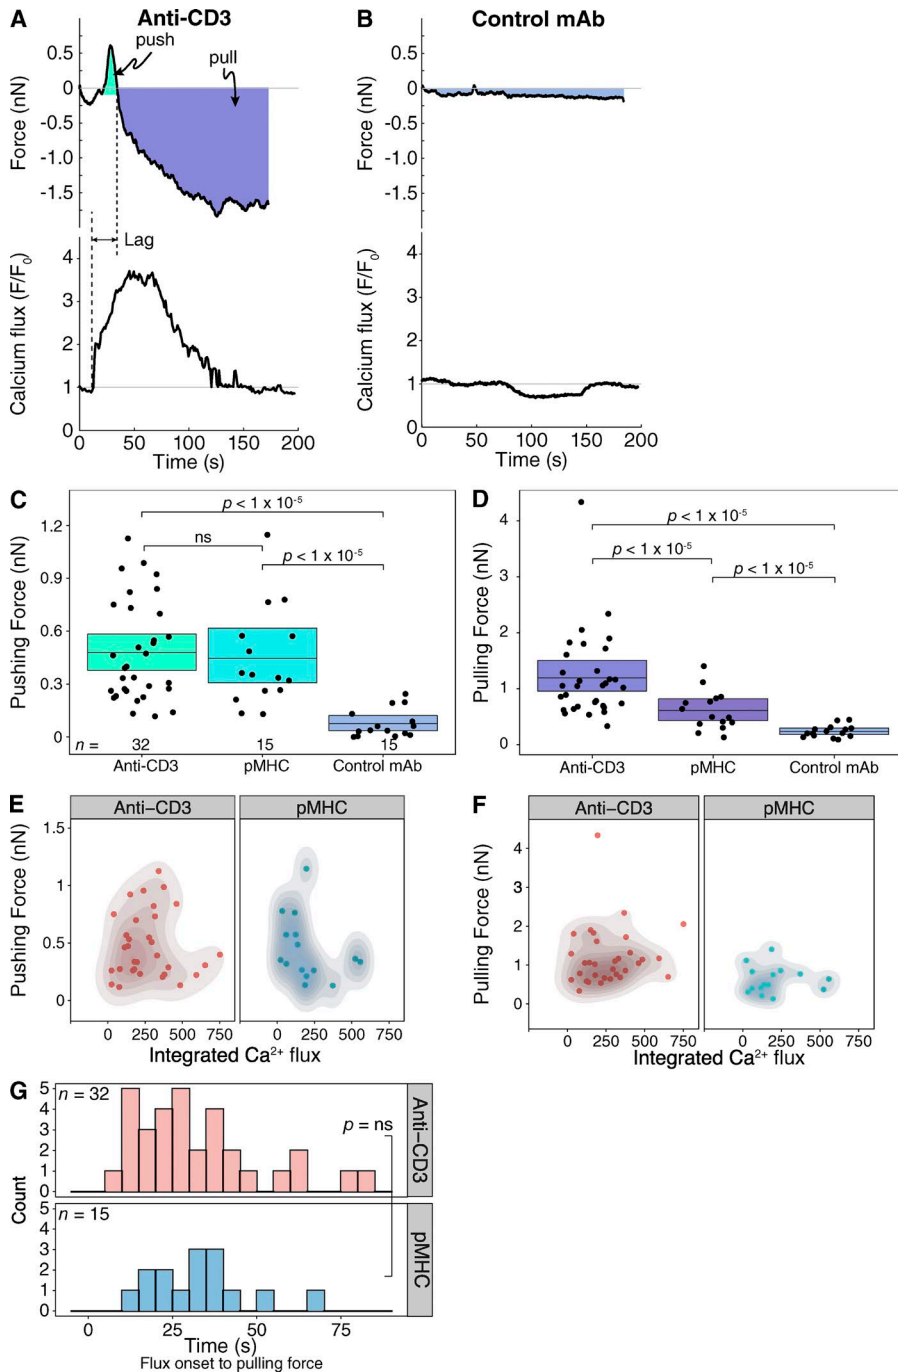 A
Anti-CD3
push
pull
Force (nN)
0.5
0
-0.5
-1.0
-1.5
Lag
Calcium flux (F/F0)
4
3
2
1
0
0 50 100 150 200
Time (s)
B
Control mAb
Force (nN)
0.5
0
-0.5
-1.0
-1.5
Calcium flux (F/F0)
4
3
2
1
0
0 50 100 150 200
Time (s)
C
Pushing Force (nN)
1.2
0.9
0.6
0.3
0
p < 1 x 10-5
ns
p < 1 x 10-5
n = 32 15 15
Anti-CD3 pMHC Control mAb
D
Pulling Force (nN)
4
3
2
1
0
p < 1 x 10-5
p < 1 x 10-5
p < 1 x 10-5
Anti-CD3 pMHC Control mAb
E
Anti–CD3 pMHC
Pushing Force (nN)
1.5
1
0.5
0
0 250 500 750 0 250 500 750
Integrated Ca2+ flux
F
Anti–CD3 pMHC
Pulling Force (nN)
4
3
2
1
0
0 250 500 750 0 250 500 750
Integrated Ca2+ flux
G
Count
5
4
3
2
1
0
n = 32
p = ns
Anti–CD3
5
4
3
2
1
0
n = 15
pMHC
0 25 50 75
Time (s)
Flux onset to pulling force